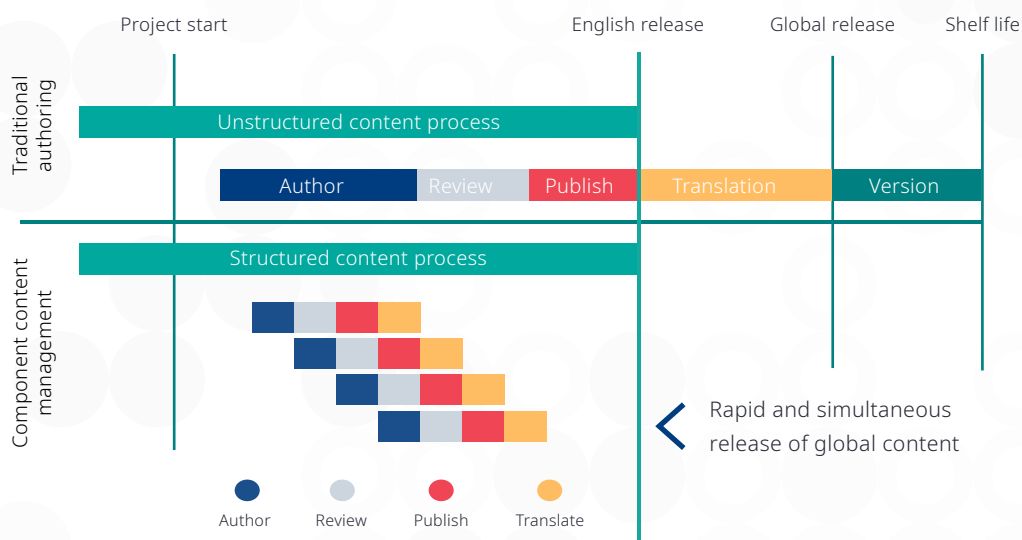 Project start
English release
Global release
Shelf life
Traditional
authoring
Unstructured content process
Author
Review
Publish
Translation
Version
Component content
management
Structured content process
Rapid and simultaneous
release of global content
Author
Review
Publish
Translate